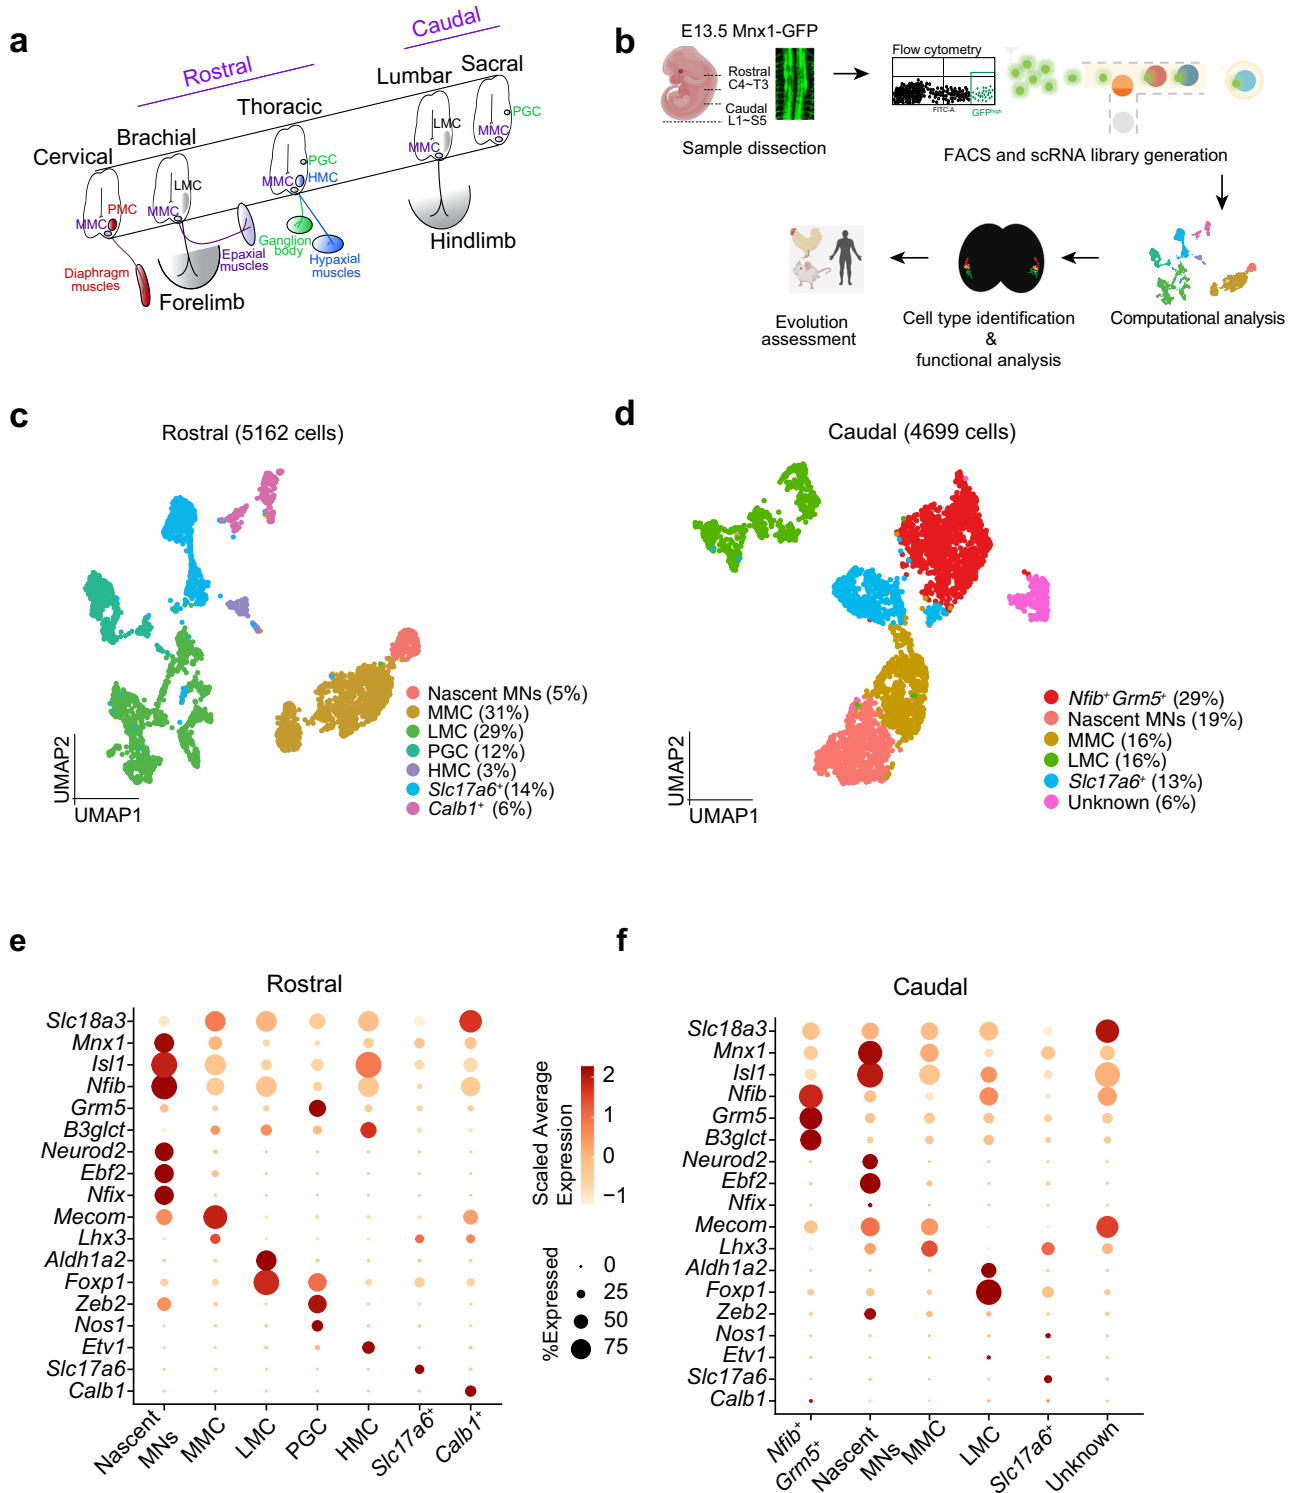 a
Rostral
Caudal
Cervical
Brachial
Thoracic
Lumbar
Sacral
MMC
PMC
MMC
LMC
MMC
PGC
HMC
MMC
LMC
MMC
PGC
Diaphragm
muscles
Forelimb
Epaxial
muscles
Ganglion
body
Hypaxial
muscles
Hindlimb
b
E13.5 Mnx1-GFP
Rostral
C4~T3
Caudal
L1~S5
Sample dissection
Flow cytometry
FITC-A
GFPhigh
FACS and scRNA library generation
Computational analysis
Cell type identification
&
functional analysis
Evolution
assessment
c
Rostral (5162 cells)
Nascent MNs (5%)
MMC (31%)
LMC (29%)
PGC (12%)
HMC (3%)
Slc17a6+(14%)
Calb1+ (6%)
UMAP2
UMAP1
d
Caudal (4699 cells)
Nfib+ Grm5+ (29%)
Nascent MNs (19%)
MMC (16%)
LMC (16%)
Slc17a6+ (13%)
Unknown (6%)
UMAP2
UMAP1
e
Rostral
Slc18a3
Mnx1
Isl1
Nfib
Grm5
B3glct
Neurod2
Ebf2
Nfix
Mecom
Lhx3
Aldh1a2
Foxp1
Zeb2
Nos1
Etv1
Slc17a6
Calb1
Nascent
MNs
MMC
LMC
PGC
HMC
Slc17a6+
Calb1+
Scaled Average
Expression
2
1
0
−1
%Expressed
0
25
50
75
f
Caudal
Slc18a3
Mnx1
Isl1
Nfib
Grm5
B3glct
Neurod2
Ebf2
Nfix
Mecom
Lhx3
Aldh1a2
Foxp1
Zeb2
Nos1
Etv1
Slc17a6
Calb1
Nfib+
Grm5+
Nascent
MNs
MMC
LMC
Slc17a6+
Unknown